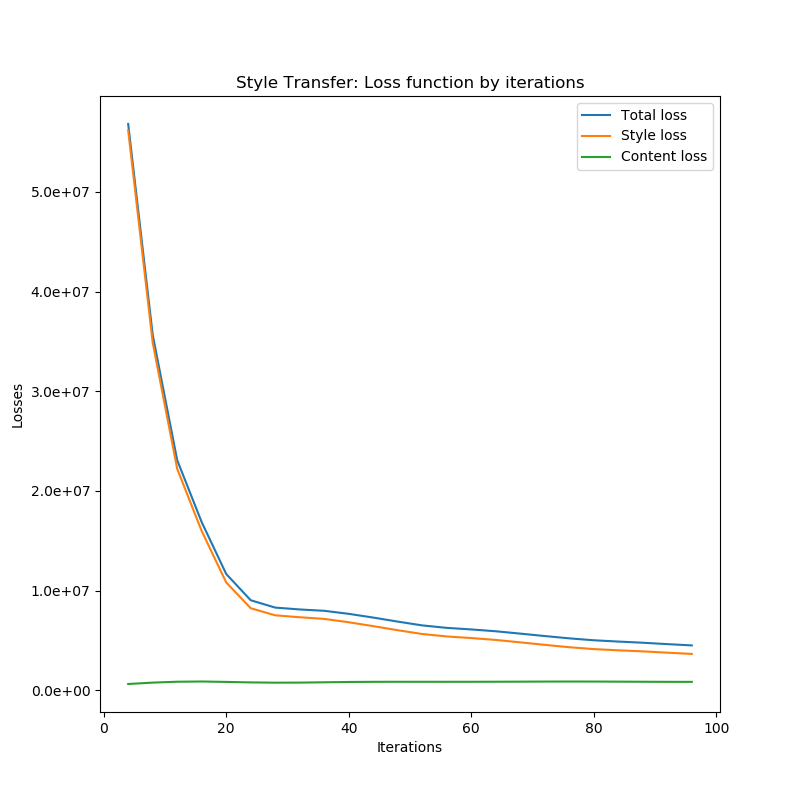 Style Transfer: Loss function by iterations
Total loss
Style loss
Content loss
5.0e+07
4.0e+07
3.0e+07
2.0e+07
1.0e+07
0.0e+00
Losses
0 20 40 60 80 100
Iterations